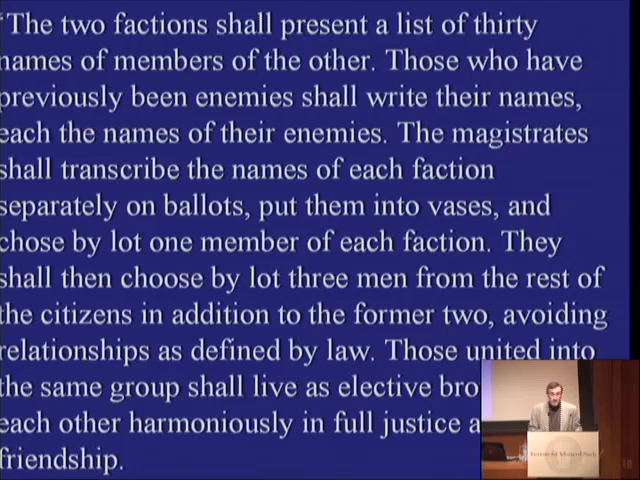 “The two factions shall present a list of thirty
names of members of the other. Those who have
previously been enemies shall write their names,
each the names of their enemies. The magistrates
shall transcribe the names of each faction
separately on ballots, put them into vases, and
chose by lot one member of each faction. They
shall then choose by lot three men from the rest of
the citizens in addition to the former two, avoiding
relationships as defined by law. Those united into
the same group shall live as elective
each other harmoniously in full justice
friendship.
Institute for Advanced Study